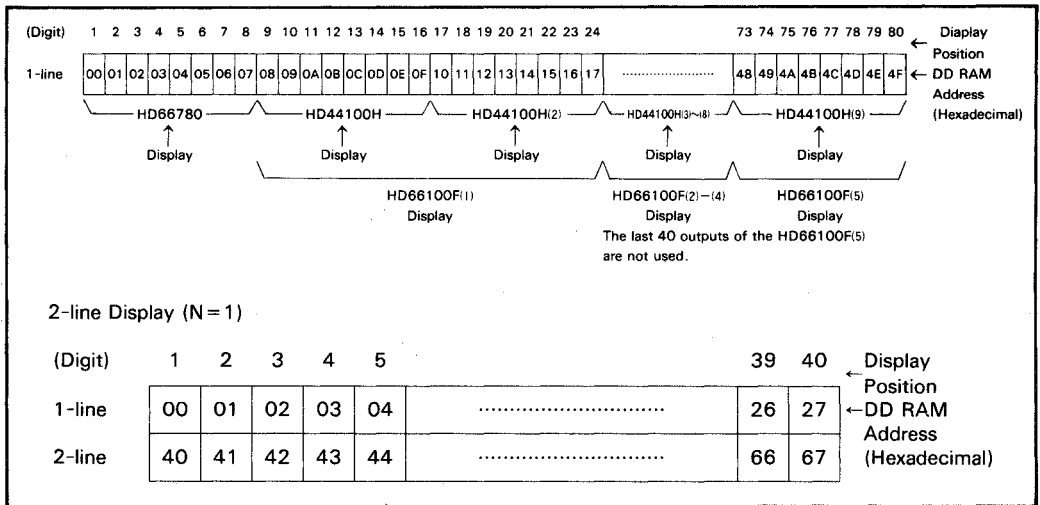 (Digit) 1 2 3 4 5 6 7 8 9 10 11 12 13 14 15 16 17 18 19 20 21 22 23 24 73 74 75 76 77 78 79 80 ← Diaplay
Position
1-line 00 01 02 03 04 05 06 07 08 09 0A 0B 0C 0D 0E 0F 10 11 12 13 14 15 16 17 ........................ 48 49 4A 4B 4C 4D 4E 4F ← DD RAM
Address
(Hexadecimal)
HD66780 HD44100H HD44100H(2) HD44100H(3)~(8) HD44100H(9)
↑ ↑ ↑ ↑ ↑
Display Display Display Display Display
HD66100F(1) HD66100F(2)−(4) HD66100F(5)
Display Display Display
The last 40 outputs of the HD66100F(5)
are not used.
2-line Display (N=1)
(Digit) 1 2 3 4 5 39 40 ← Display
Position
1-line 00 01 02 03 04 ............................ 26 27 ← DD RAM
Address
2-line 40 41 42 43 44 ............................ 66 67 (Hexadecimal)